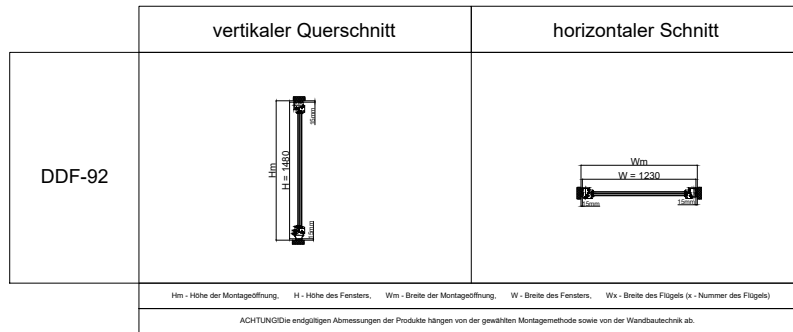 vertikaler Querschnitt
horizontaler Schnitt
DDF-92
Hm
H = 1480
15mm
15mm
Wm
W = 1230
15mm
15mm
Hm - Höhe der Montageöffnung, H - Höhe des Fensters, Wm - Breite der Montageöffnung, W - Breite des Fensters, Wx - Breite des Flügels (x - Nummer des Flügels)
ACHTUNG!Die endgültigen Abmessungen der Produkte hängen von der gewählten Montagemethode sowie von der Wandbautechnik ab.